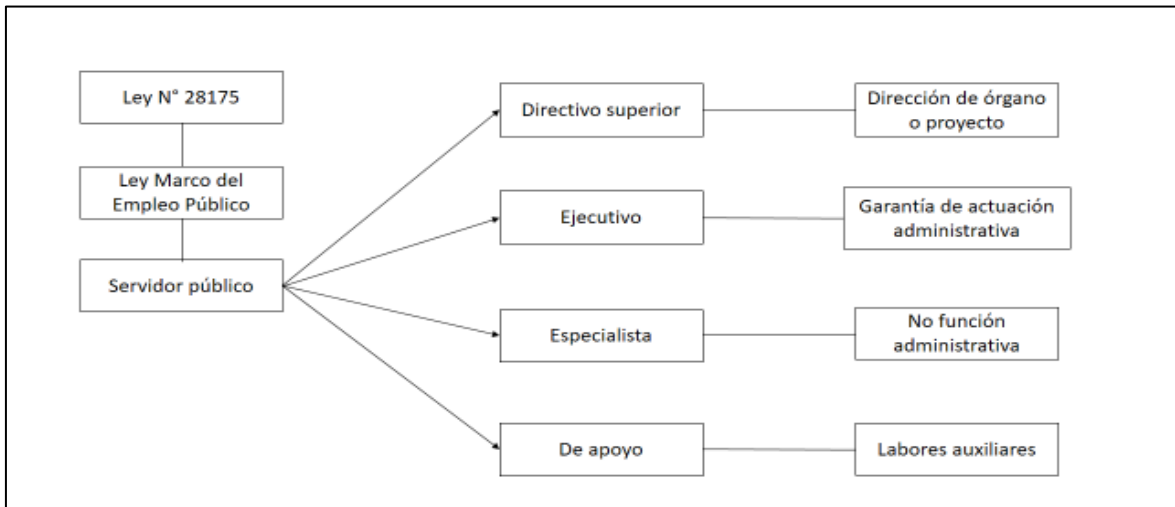 Ley N° 28175
Ley Marco del
Empleo Público
Servidor público
Directivo superior
Dirección de órgano
o proyecto
Ejecutivo
Garantía de actuación
administrativa
Especialista
No función
administrativa
De apoyo
Labores auxiliares